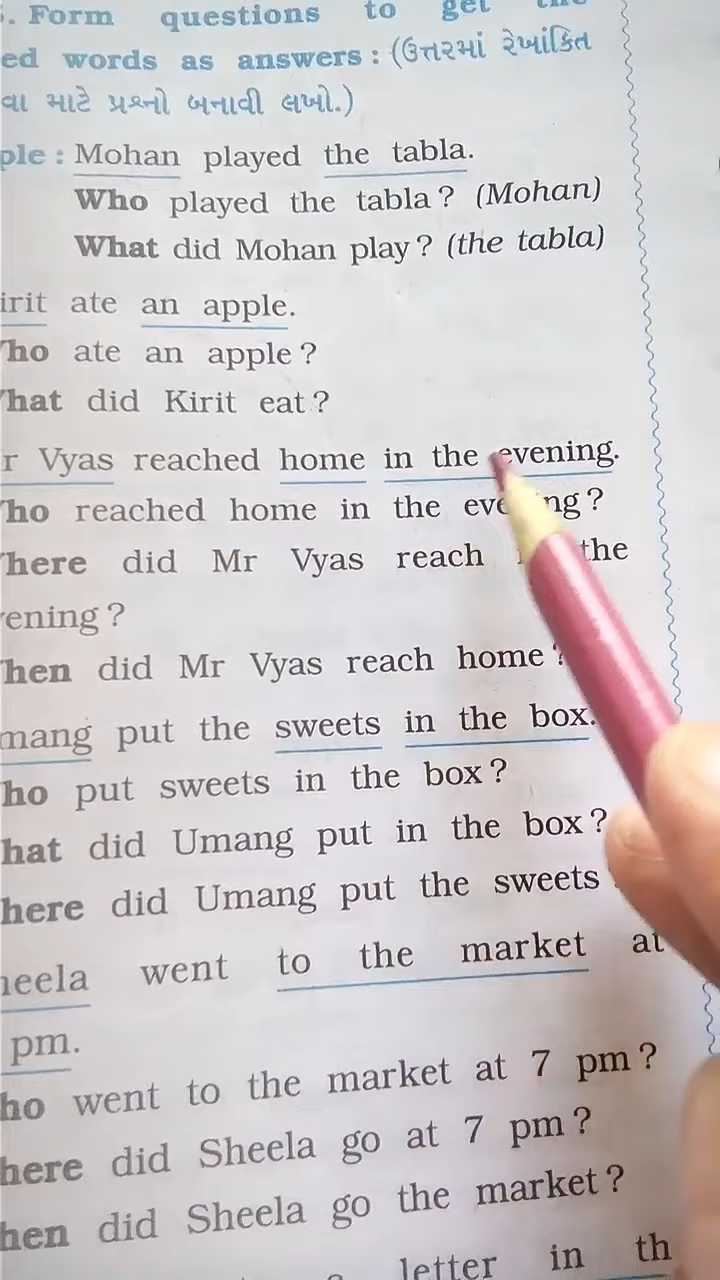 . Form questions to get the
ed words as answers : (ઉત્તરમાં રેખાંકિત
વા માટે પ્રશ્નો બનાવી લખો.)
ple : Mohan played the tabla.
Who played the tabla ? (Mohan)
What did Mohan play ? (the tabla)
irit ate an apple.
ho ate an apple ?
hat did Kirit eat ?
r Vyas reached home in the evening.
ho reached home in the evening ?
here did Mr Vyas reach the
ening ?
hen did Mr Vyas reach home ?
mang put the sweets in the box.
ho put sweets in the box ?
hat did Umang put in the box ?
here did Umang put the sweets
heela went to the market at
pm.
ho went to the market at 7 pm ?
here did Sheela go at 7 pm ?
hen did Sheela go the market ?
letter in th